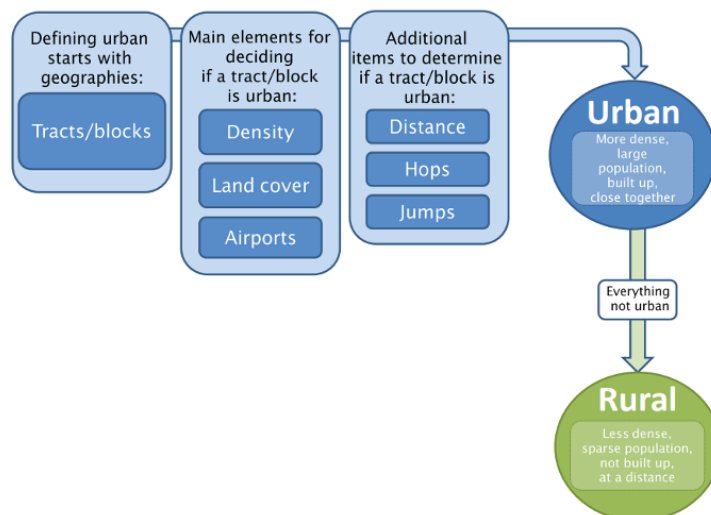 Defining urban
starts with
geographies:
Tracts/blocks
Main elements for
deciding
if a tract/block
is urban:
Density
Land cover
Airports
Additional
items to determine
if a tract/block is
urban:
Distance
Hops
Jumps
Urban
More dense,
large
population,
built up,
close together
Everything
not urban
Rural
Less dense,
sparse population,
not built up,
at a distance